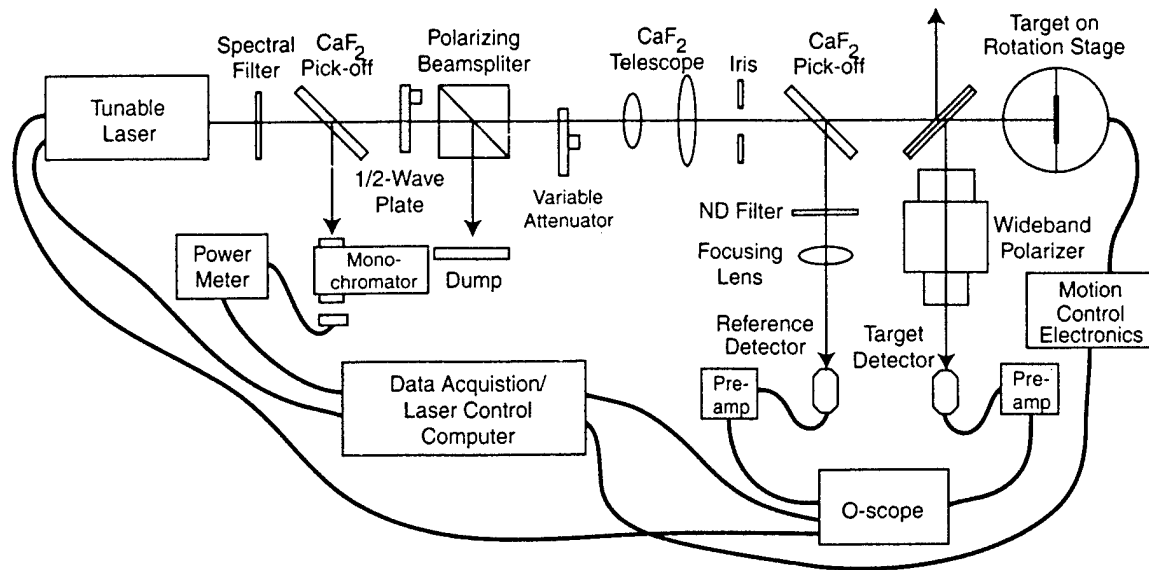 Tunable
Laser
Spectral
Filter
CaF2
Pick-off
Polarizing
Beamspliter
1/2-Wave
Plate
Variable
Attenuator
CaF2
Telescope
Iris
CaF2
Pick-off
Target on
Rotation Stage
Power
Meter
Mono-
chromator
Dump
ND Filter
Focusing
Lens
Wideband
Polarizer
Motion
Control
Electronics
Reference
Detector
Target
Detector
Pre-
amp
Pre-
amp
Data Acquistion/
Laser Control
Computer
O-scope